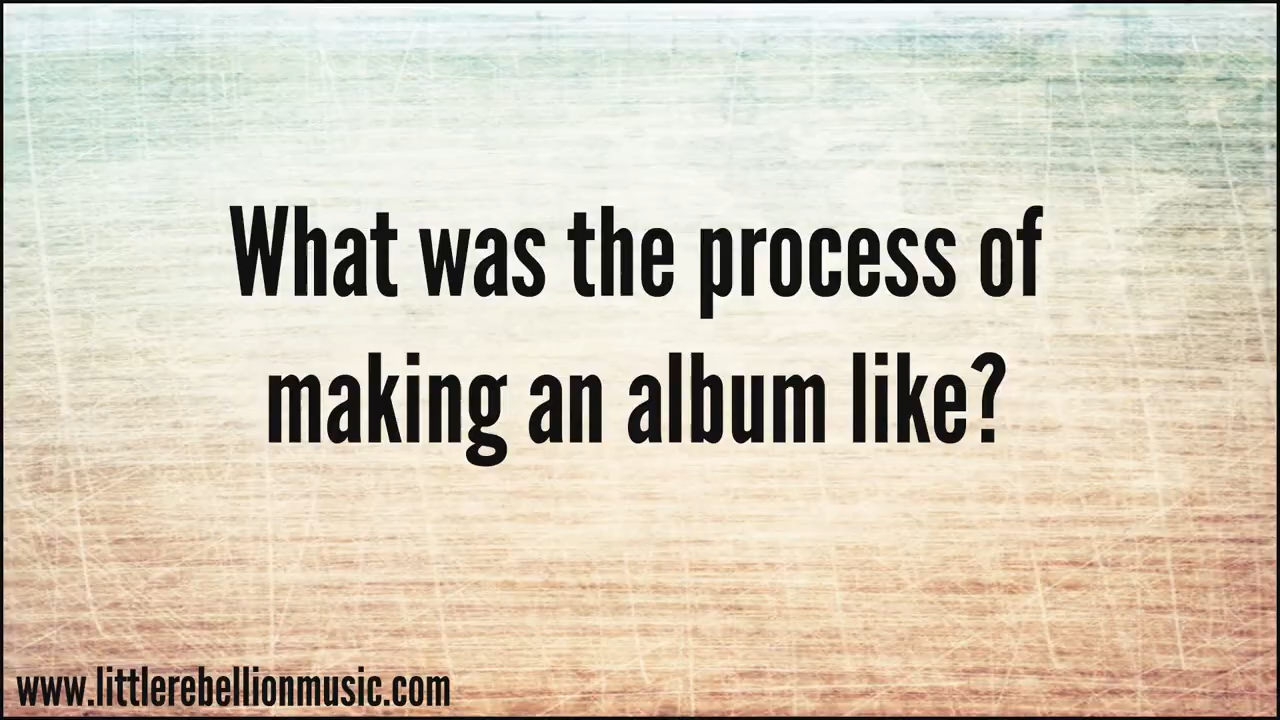 What was the process of
making an album like?
www.littlerebellionmusic.com